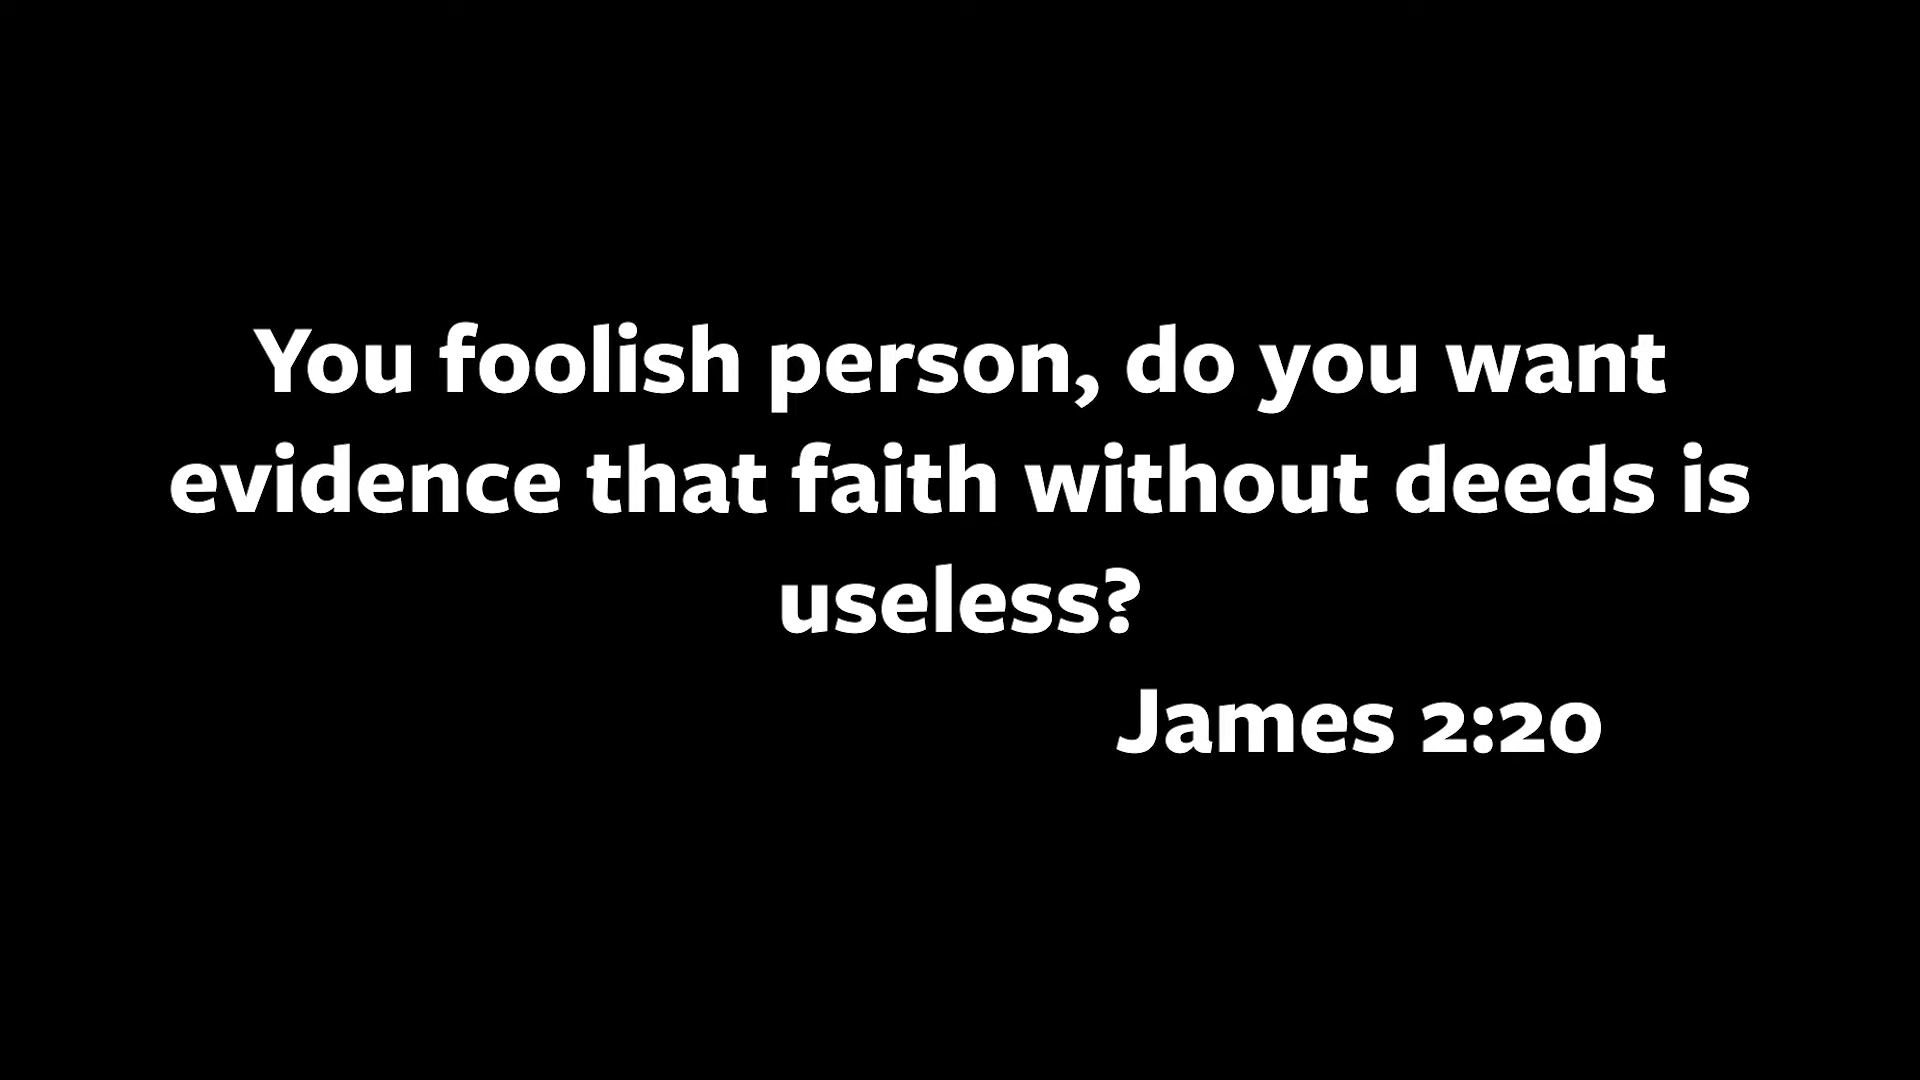 You foolish person, do you want
evidence that faith without deeds is
useless?
James 2:20